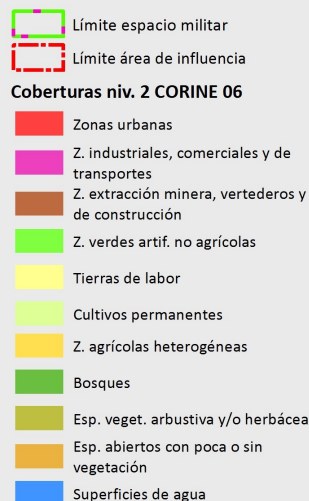 Límite espacio militar
Límite área de influencia
Coberturas niv. 2 CORINE 06
Zonas urbanas
Z. industriales, comerciales y de
transportes
Z. extracción minera, vertederos y
de construcción
Z. verdes artif. no agrícolas
Tierras de labor
Cultivos permanentes
Z. agrícolas heterogéneas
Bosques
Esp. veget. arbustiva y/o herbácea
Esp. abiertos con poca o sin
vegetación
Superficies de agua